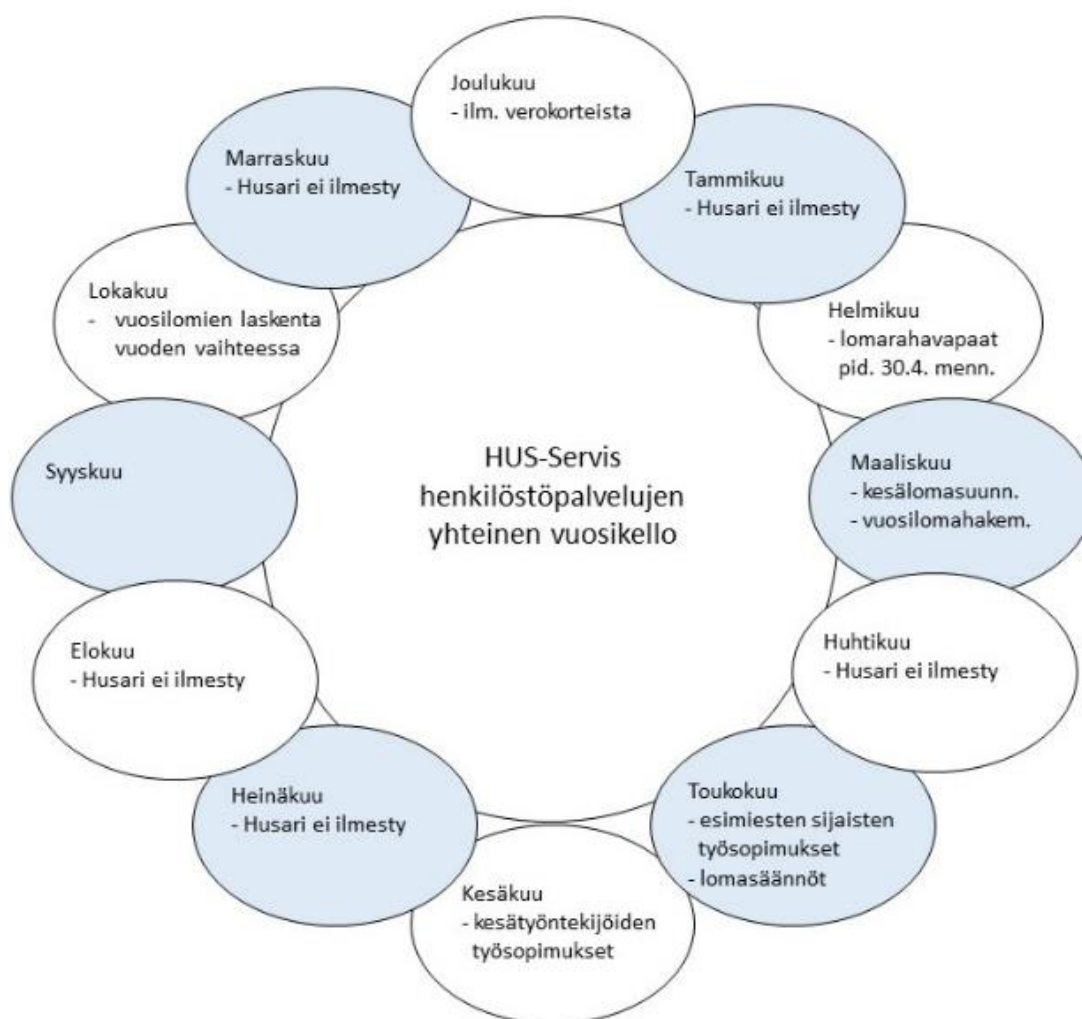 Joulukuu
- ilm. verokorteista
Tammikuu
- Husari ei ilmesty
Helmikuu
- lomarahavapaat
pid. 30.4. menn.
Maaliskuu
- kesälomasuunn.
- vuosilomahakem.
Huhtikuu
- Husari ei ilmesty
Toukokuu
- esimiesten sijaisten
työsopimukset
- lomasäännöt
Kesäkuu
- kesätyöntekijöiden
työsopimukset
Heinäkuu
- Husari ei ilmesty
Elokuu
- Husari ei ilmesty
Syyskuu
Lokakuu
- vuosilomien laskenta
vuoden vaihteessa
Marraskuu
- Husari ei ilmesty
HUS-Servis
henkilöstöpalvelujen
yhteinen vuosikello